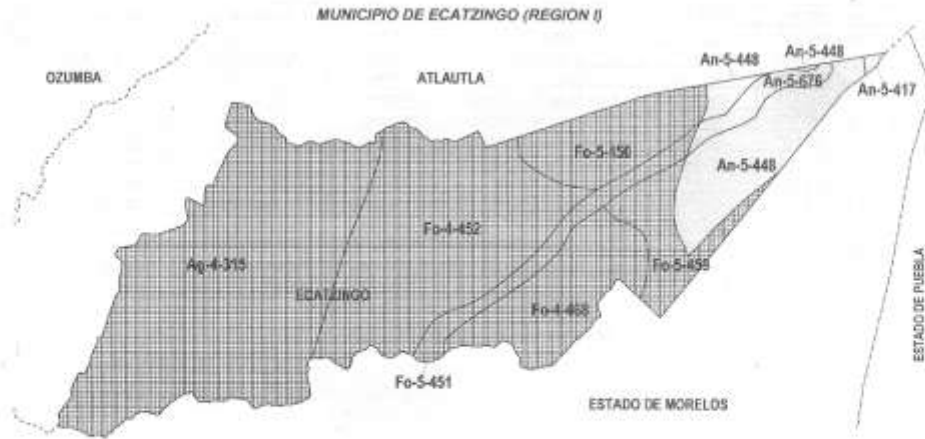 MUNICIPIO DE ECATZINGO (REGION I)
OZUMBA
ATLAUTLA
An-5-448
An-5-448
An-5-676
An-5-417
Fo-5-450
An-5-448
Fo-4-452
Ag-4-315
Fo-5-459
ECATZINGO
Fo-4-468
Fo-5-451
ESTADO DE MORELOS
ESTADO DE PUEBLA